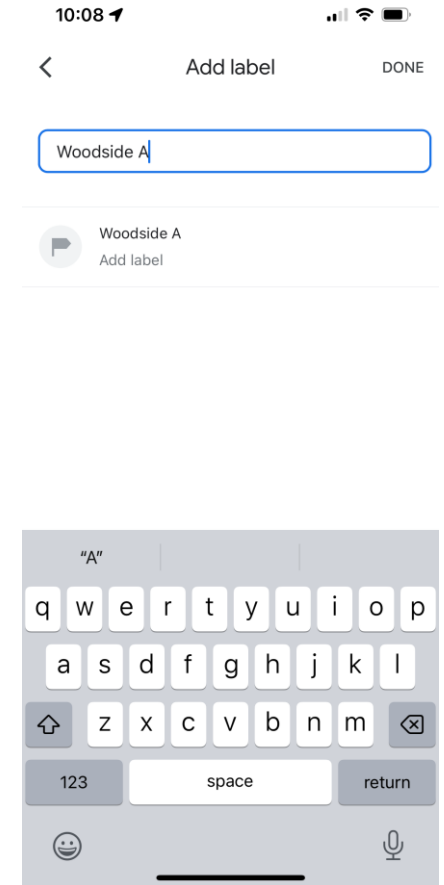 10:08
Add label
DONE
Woodside A
Woodside A
Add label
“A”
q w e r t y u i o p
a s d f g h j k l
z x c v b n m
123 space return